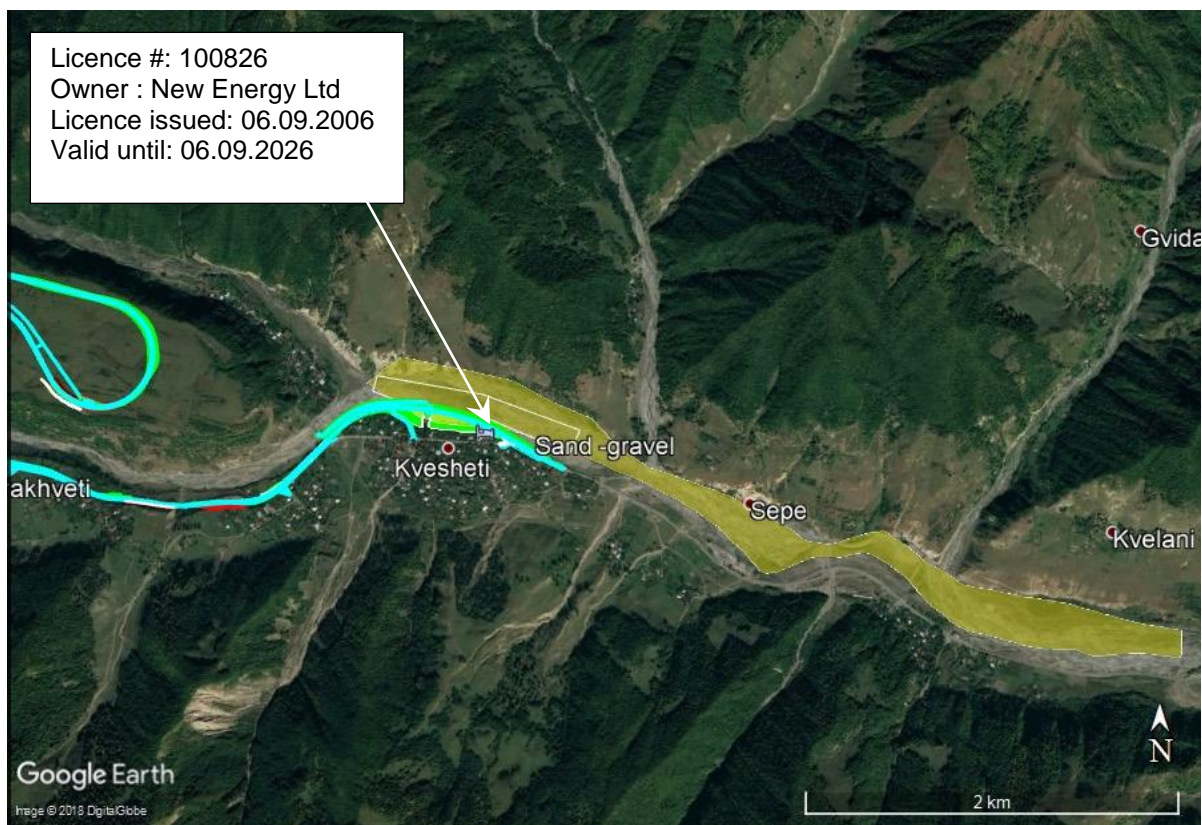 Licence #: 100826
Owner : New Energy Ltd
Licence issued: 06.09.2006
Valid until: 06.09.2026
Gvida
Sand -gravel
Kvesheti
akhveti
Sepe
Kvelani
N
Google Earth
Image © 2018 DigitalGlobe
2 km